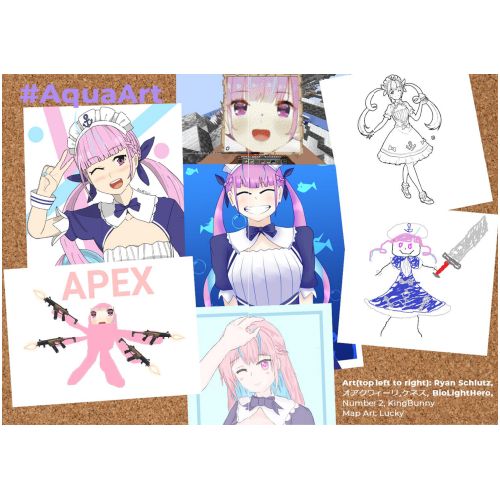 #AquaArt
APEX
Art(top left to right): Ryan Schlutz,
オアクウィーリ,ケネス, BioLightHero,
Number 2, KingBunny
Map Art: Lucky